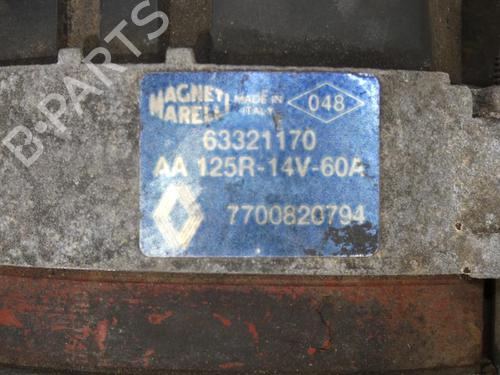 MAGNETI MARELLI
MADE IN ITALY
048
63321170
AA 125R-14V-60A
7700820794
B-PARTS